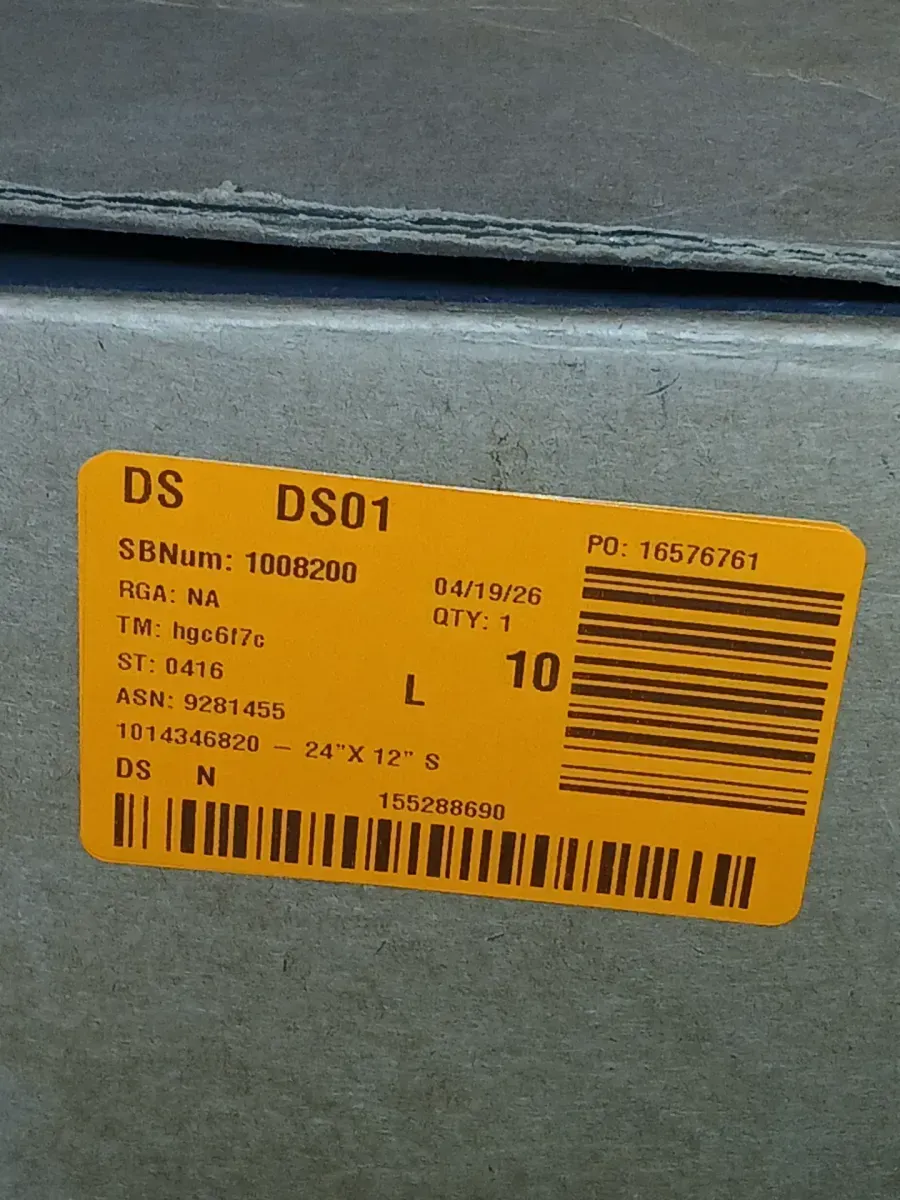 DS DS01
SBNum: 1008200
PO: 16576761
RGA: NA
04/19/26
TM: hgc6f7c
QTY: 1
ST: 0416
L 10
ASN: 9281455
1014346820 – 24"X 12" S
DS N
155288690